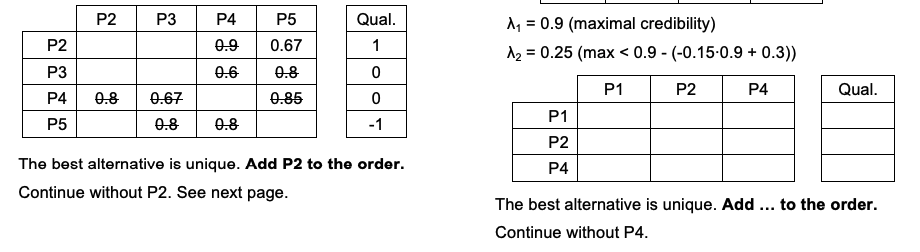 P2 P3 P4 P5 Qual.
P2 0.9 0.67 1
P3 0.6 0.8 0
P4 0.8 0.67 0.85 0
P5 0.8 0.8 -1
The best alternative is unique. Add P2 to the order.
Continue without P2. See next page.
λ₁ = 0.9 (maximal credibility)
λ₂ = 0.25 (max < 0.9 - (-0.15·0.9 + 0.3))
P1 P2 P4 Qual.
P1
P2
P4
The best alternative is unique. Add ... to the order.
Continue without P4.